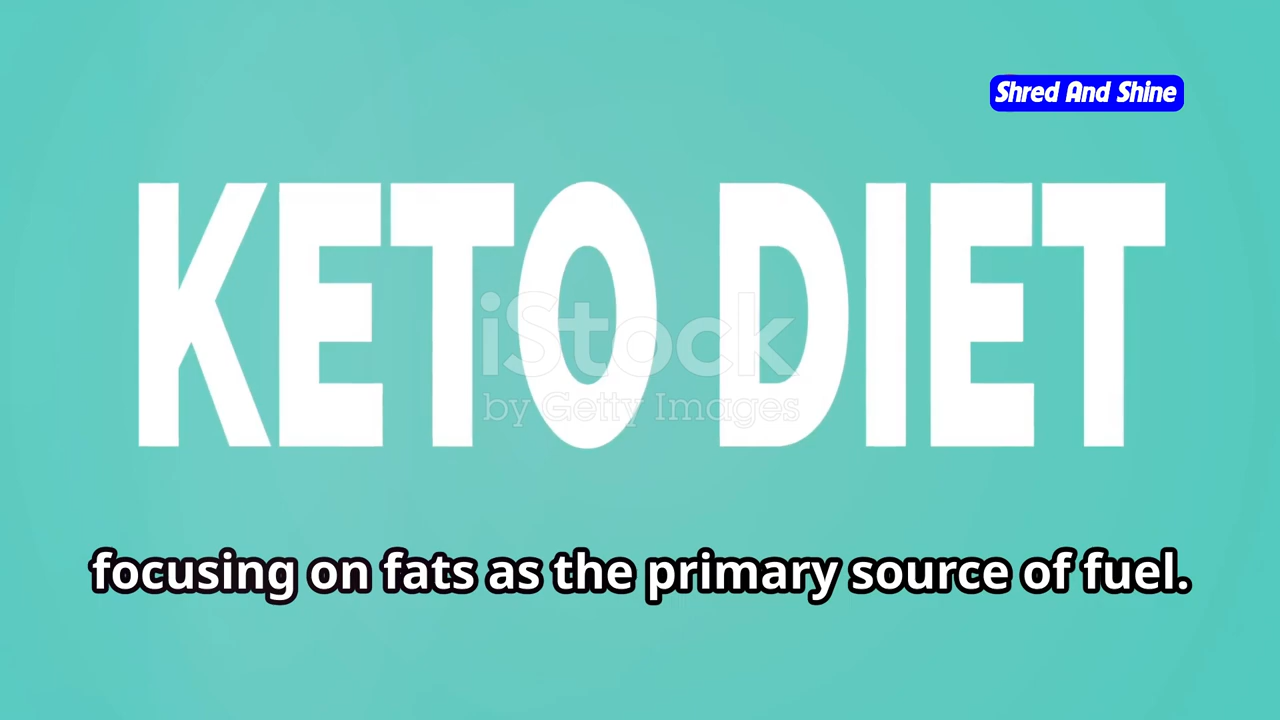 Shred And Shine
KETO DIET
iStock
by Getty Images
focusing on fats as the primary source of fuel.